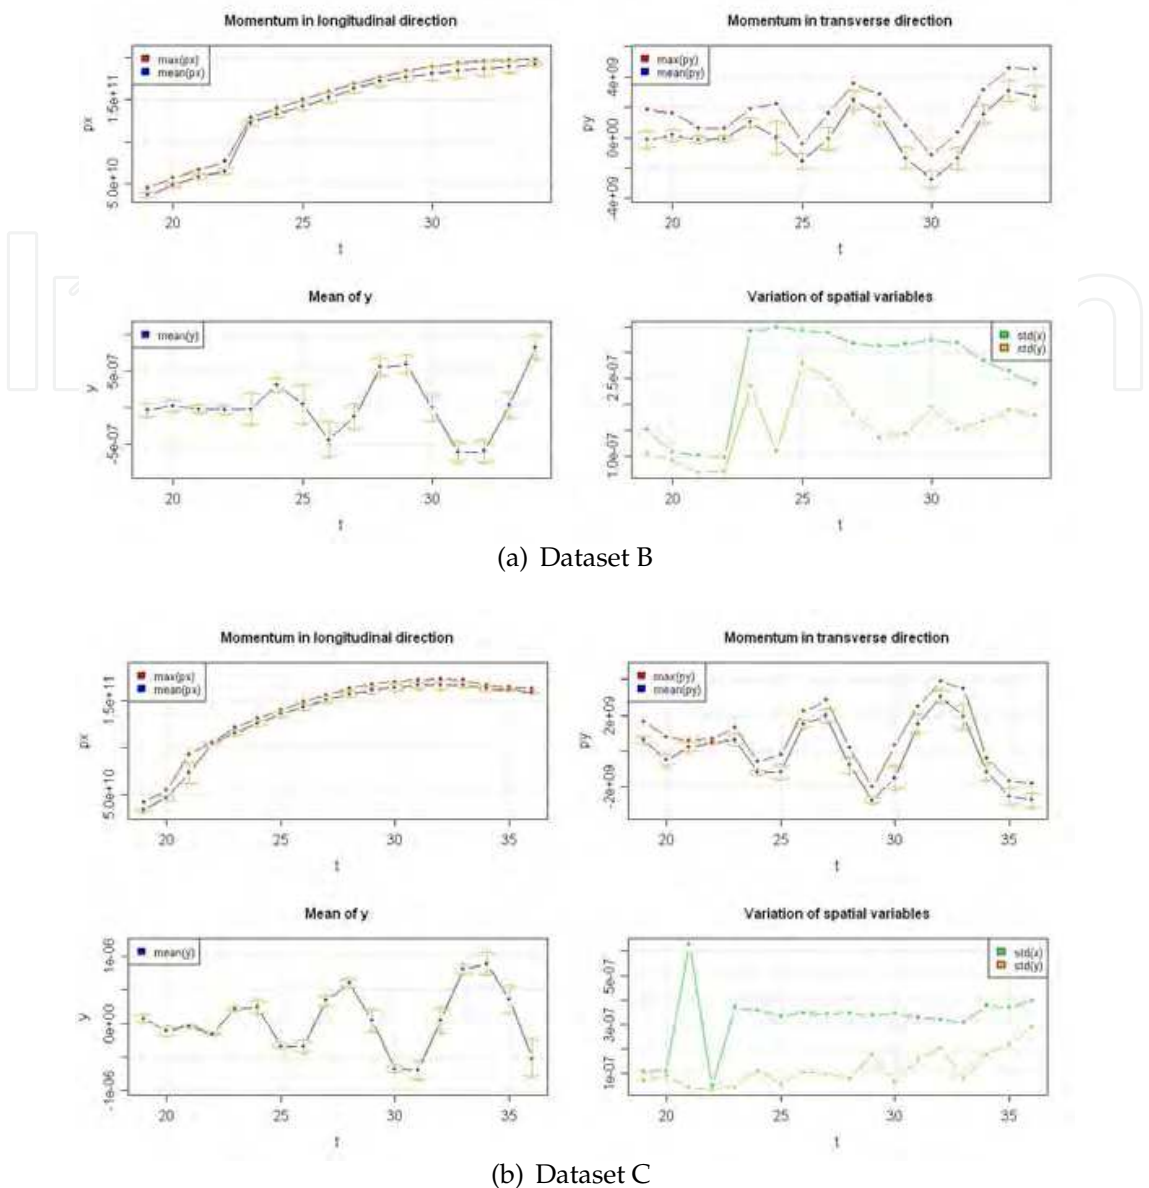 Momentum in longitudinal direction
max(px)
mean(px)
px
5.0e+10
1.5e+11
20
25
30
t
Momentum in transverse direction
max(py)
mean(py)
py
-4e+09
0e+00
4e+09
20
25
30
t
Mean of y
mean(y)
y
-5e-07
5e-07
20
25
30
t
Variation of spatial variables
std(x)
std(y)
1.0e-07
2.5e-07
20
25
30
t
(a) Dataset B
Momentum in longitudinal direction
max(px)
mean(px)
px
5.0e+10
1.5e+11
20
25
30
35
t
Momentum in transverse direction
max(py)
mean(py)
py
-2e+09
2e+09
20
25
30
35
t
Mean of y
mean(y)
y
-1e-06
0e+00
1e-06
20
25
30
35
t
Variation of spatial variables
std(x)
std(y)
1e-07
3e-07
5e-07
20
25
30
35
t
(b) Dataset C